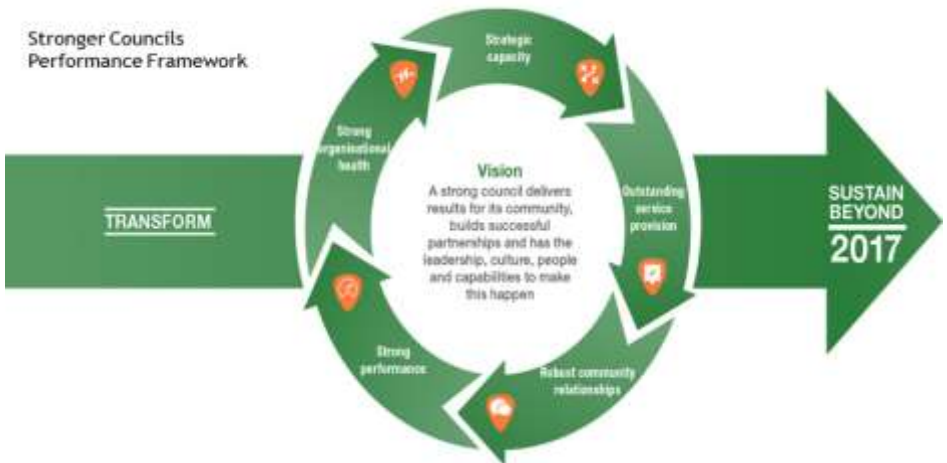 Stronger Councils
Performance Framework
Strategic
capacity
Strong
organisational
health
Vision
A strong council delivers
results for its community,
builds successful
partnerships and has the
leadership, culture, people
and capabilities to make
this happen
Outstanding
service
provision
TRANSFORM
SUSTAIN
BEYOND
2017
Strong
performance
Robust community
relationships